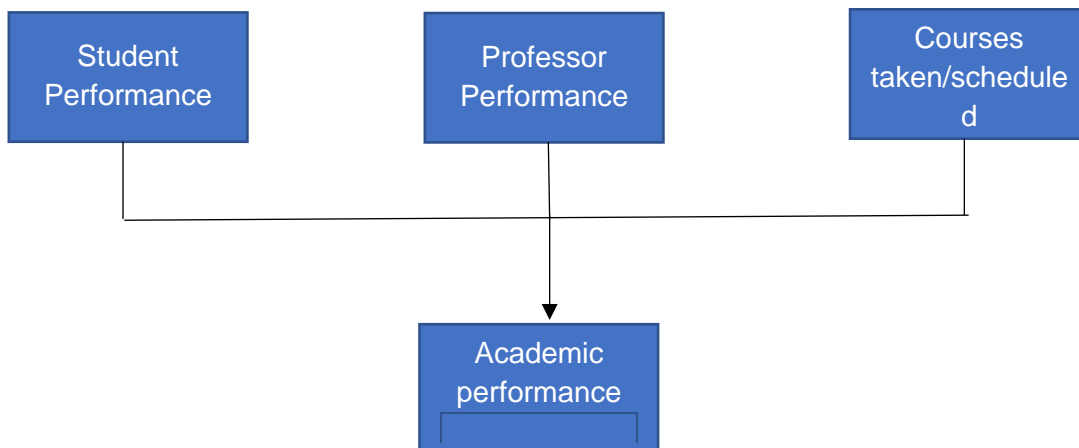 Student
Performance
Professor
Performance
Courses
taken/schedule
d
Academic
performance